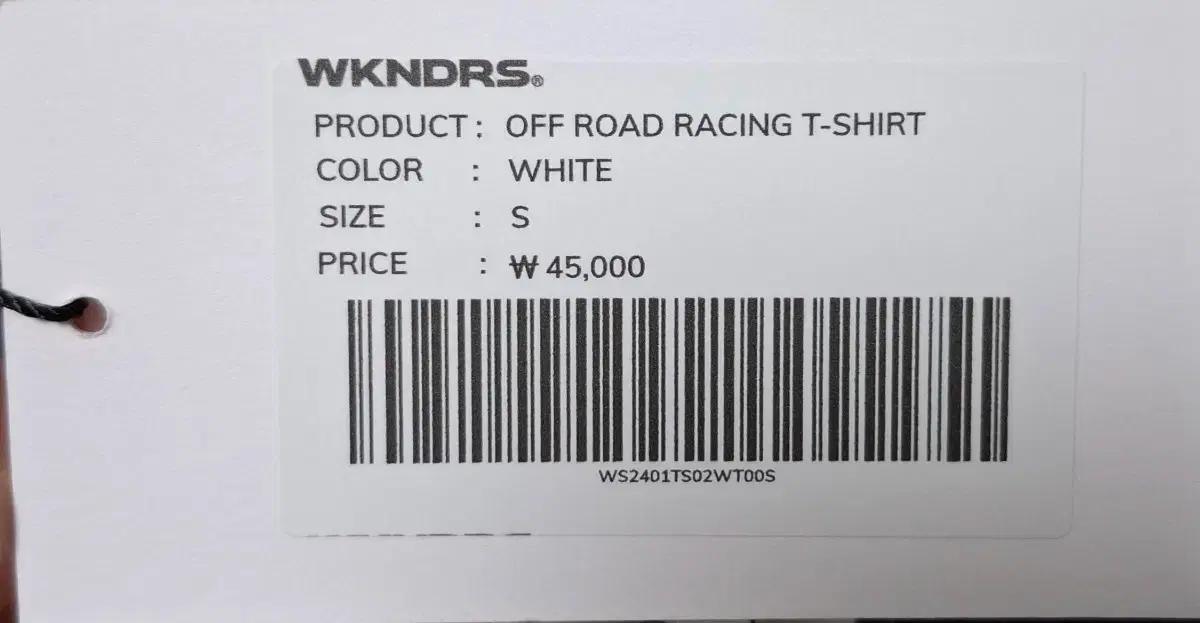 WKNDRS®
PRODUCT : OFF ROAD RACING T-SHIRT
COLOR : WHITE
SIZE : S
PRICE : ₩ 45,000
WS2401TS02WT00S